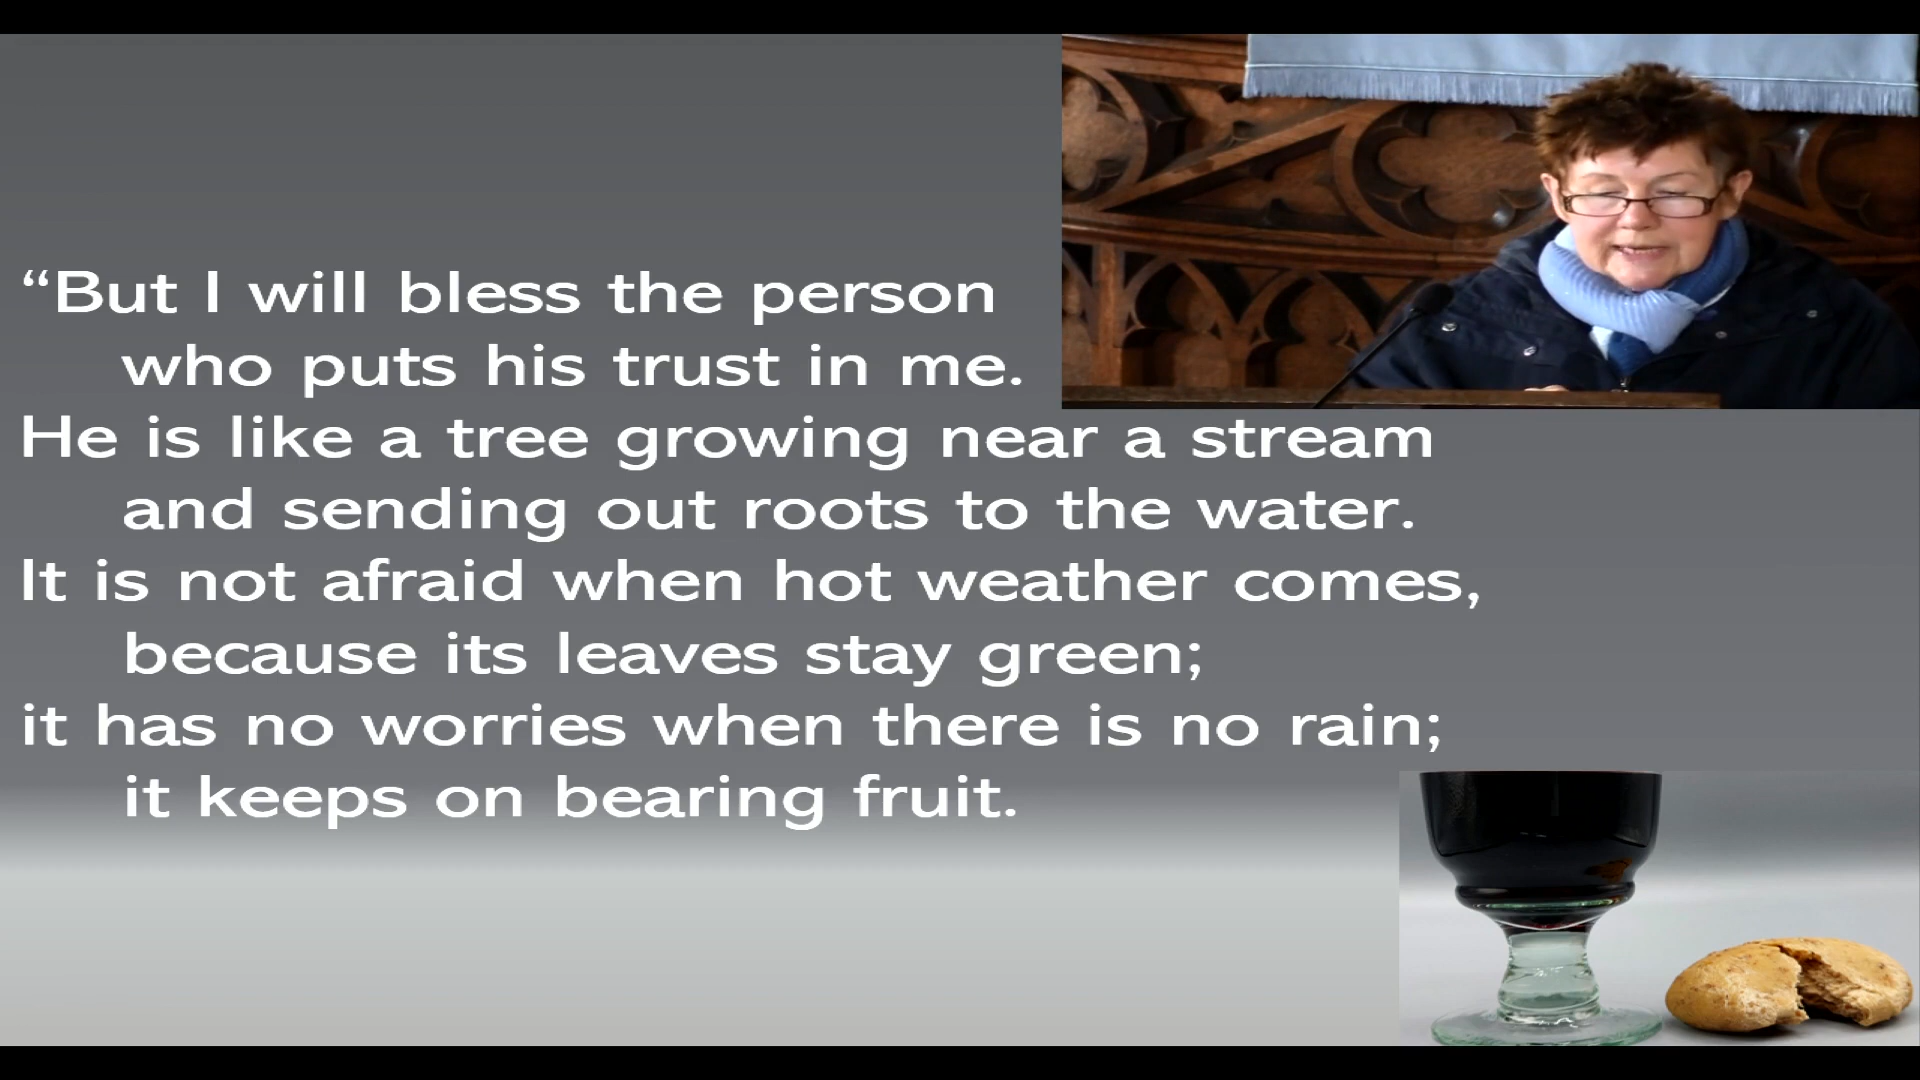 “But I will bless the person
who puts his trust in me.
He is like a tree growing near a stream
and sending out roots to the water.
It is not afraid when hot weather comes,
because its leaves stay green;
it has no worries when there is no rain;
it keeps on bearing fruit.